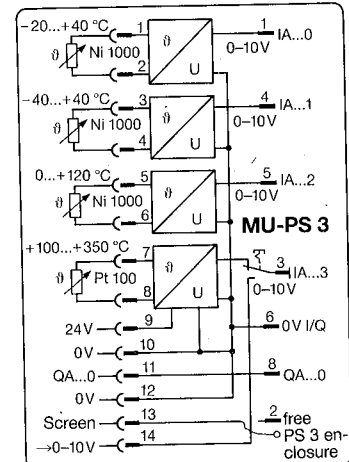 -20...+40 °C 1 1 IA...0
ϑ Ni 1000 ϑ 0–10V
2 U
-40...+40 °C 3 4 IA...1
ϑ Ni 1000 ϑ 0–10V
4 U
0...+120 °C 5 5 IA...2
ϑ Ni 1000 ϑ 0–10V
6 U
MU-PS 3
+100...+350 °C 7 3 IA...3
ϑ Pt 100 ϑ 0–10V
8 U
24V 9 6 0V I/Q
0V 10
QA...0 11 8 QA...0
0V 12
Screen 13 2 free
PS 3 en-
closure
→0–10V 14